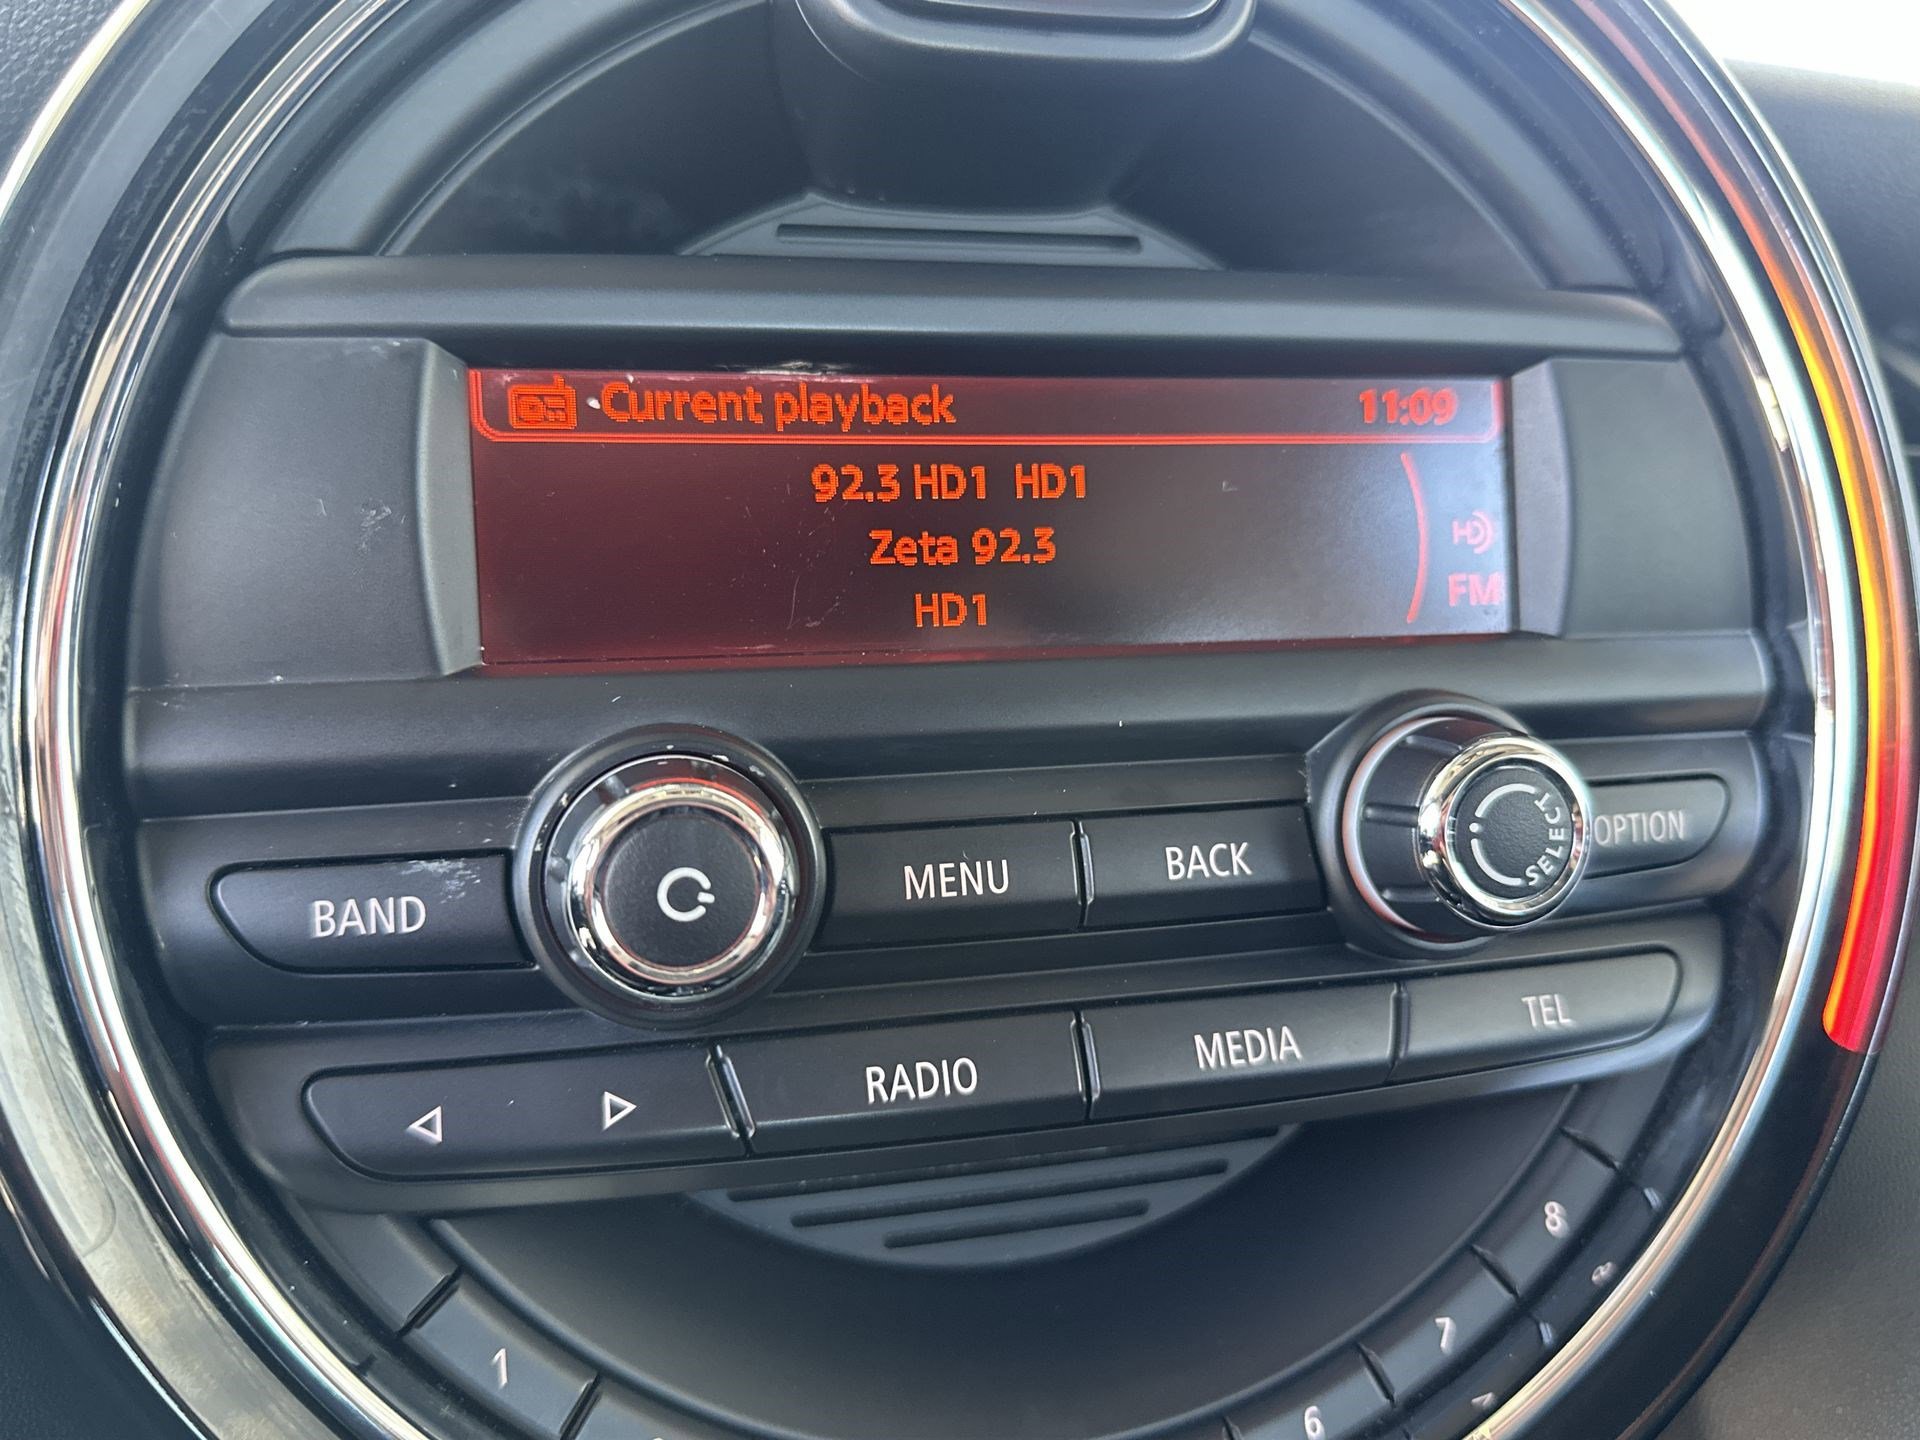 Current playback 11:09
92.3 HD1 HD1
Zeta 92.3
HD1
HD
FM
BAND
MENU
BACK
SELECT
OPTION
RADIO
MEDIA
TEL
1
6
7
8